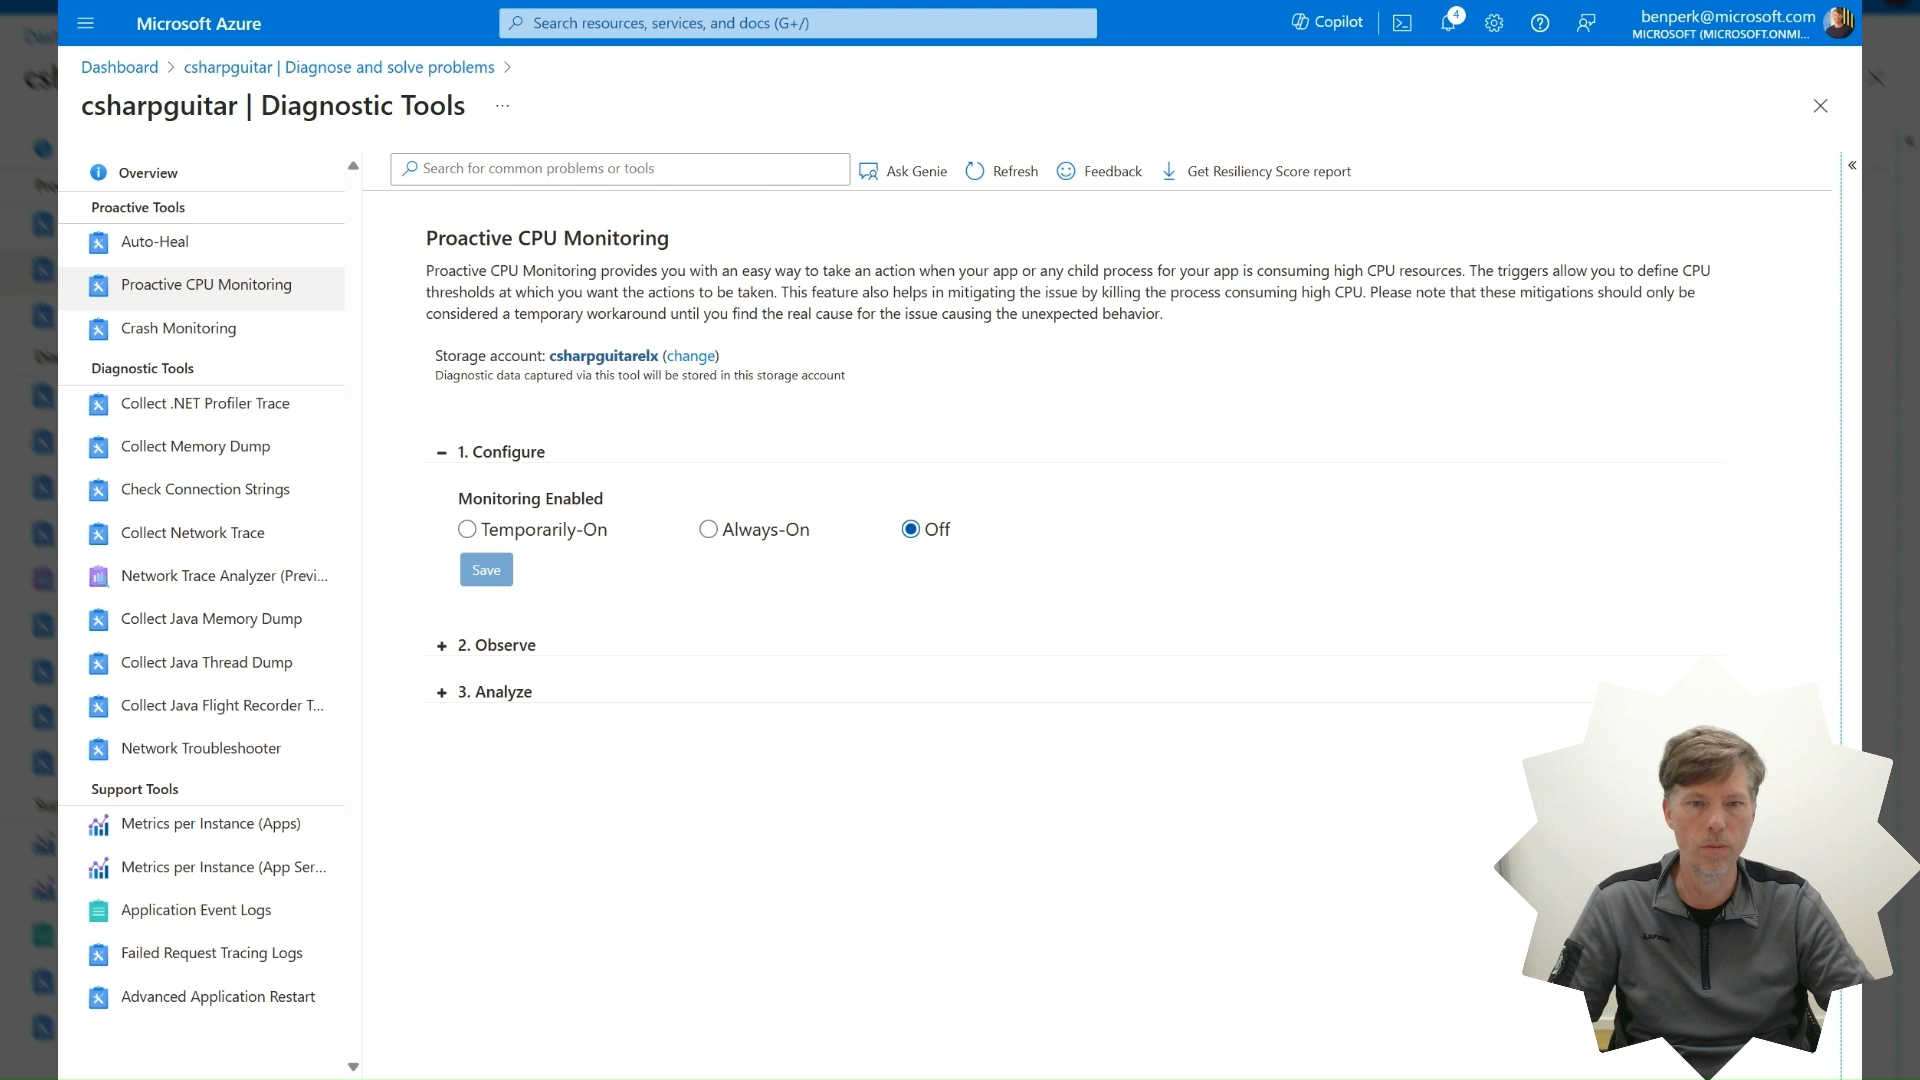 Microsoft Azure
Search resources, services, and docs (G+/)
Copilot
4
benperk@microsoft.com
MICROSOFT (MICROSOFT.ONMI...
Dashboard > csharpguitar | Diagnose and solve problems >
csharpguitar | Diagnostic Tools ...
Overview
Proactive Tools
Auto-Heal
Proactive CPU Monitoring
Crash Monitoring
Diagnostic Tools
Collect .NET Profiler Trace
Collect Memory Dump
Check Connection Strings
Collect Network Trace
Network Trace Analyzer (Previ...
Collect Java Memory Dump
Collect Java Thread Dump
Collect Java Flight Recorder T...
Network Troubleshooter
Support Tools
Metrics per Instance (Apps)
Metrics per Instance (App Ser...
Application Event Logs
Failed Request Tracing Logs
Advanced Application Restart
Search for common problems or tools
Ask Genie
Refresh
Feedback
Get Resiliency Score report
Proactive CPU Monitoring
Proactive CPU Monitoring provides you with an easy way to take an action when your app or any child process for your app is consuming high CPU resources. The triggers allow you to define CPU
thresholds at which you want the actions to be taken. This feature also helps in mitigating the issue by killing the process consuming high CPU. Please note that these mitigations should only be
considered a temporary workaround until you find the real cause for the issue causing the unexpected behavior.
Storage account: csharpguitarelx (change)
Diagnostic data captured via this tool will be stored in this storage account
1. Configure
Monitoring Enabled
Temporarily-On
Always-On
Off
Save
2. Observe
3. Analyze